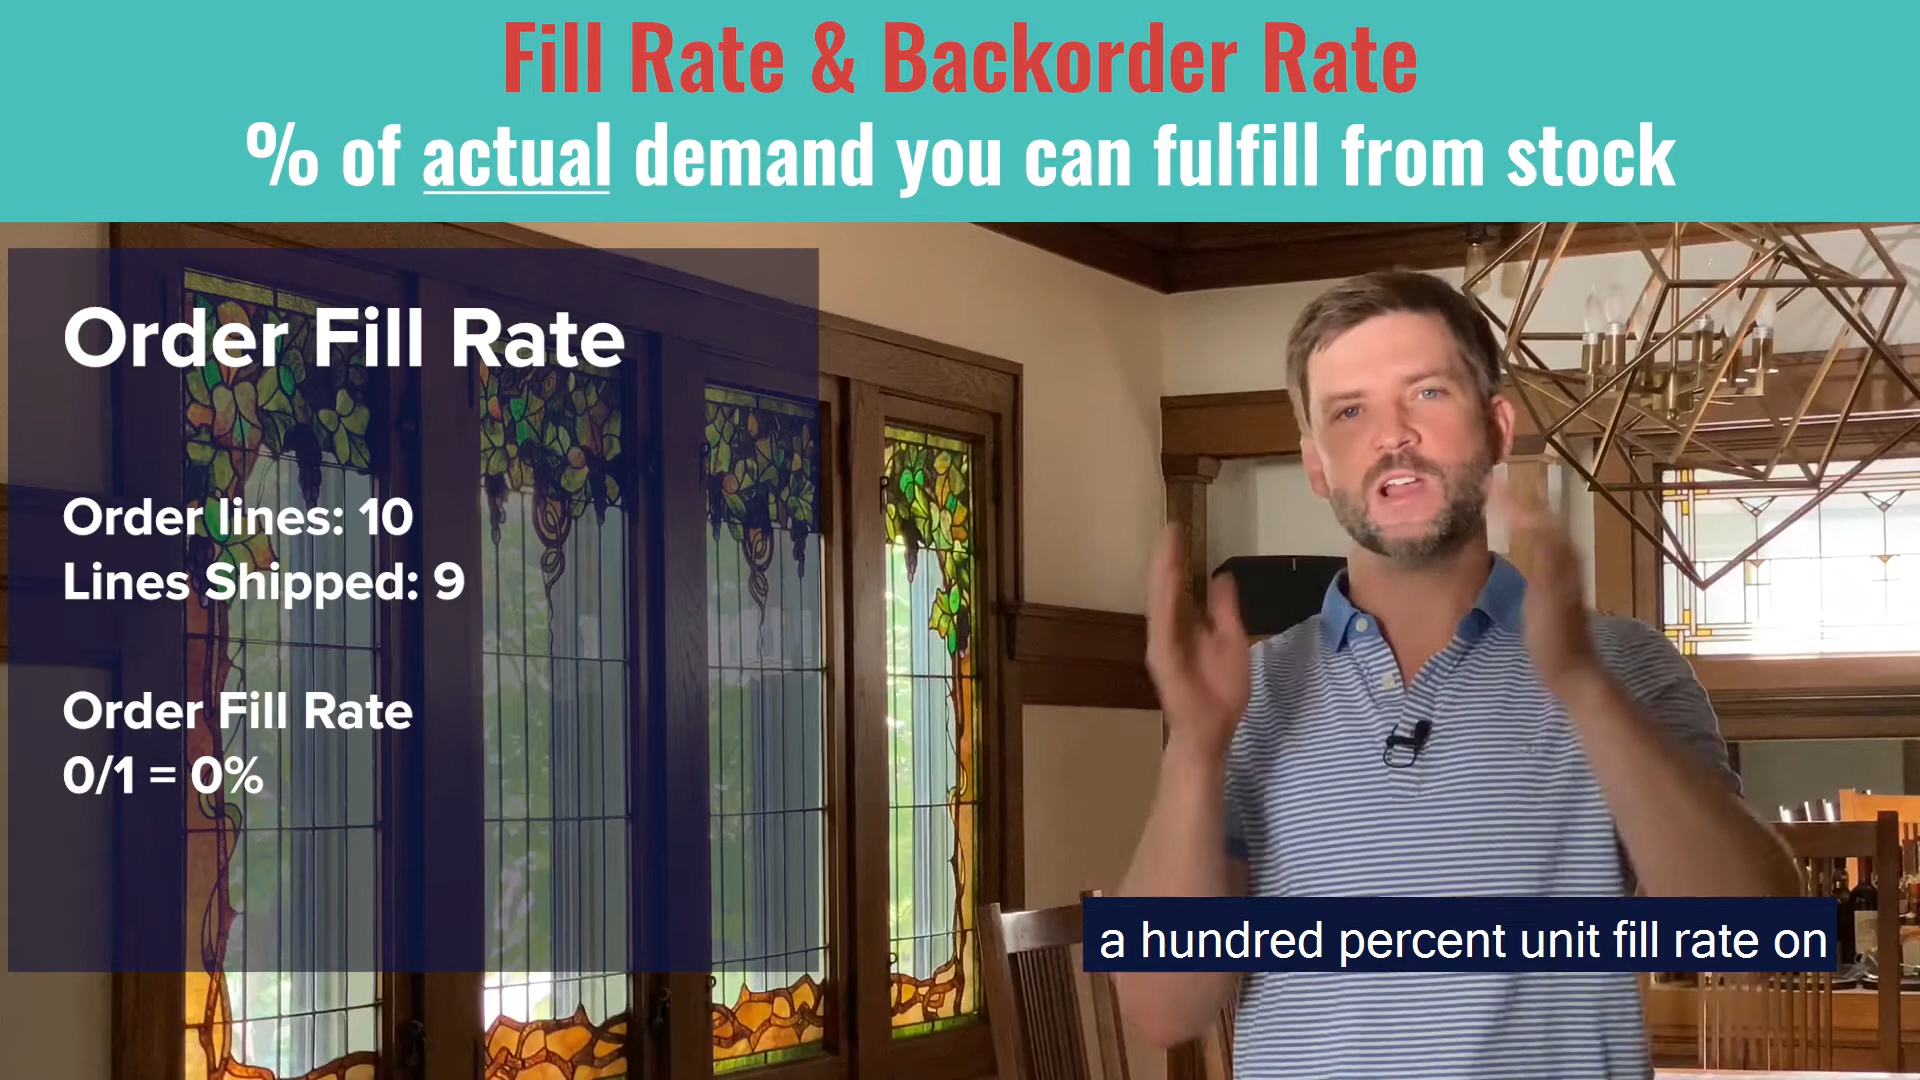 Fill Rate & Backorder Rate
% of actual demand you can fulfill from stock
Order Fill Rate
Order lines: 10
Lines Shipped: 9
Order Fill Rate
0/1 = 0%
a hundred percent unit fill rate on